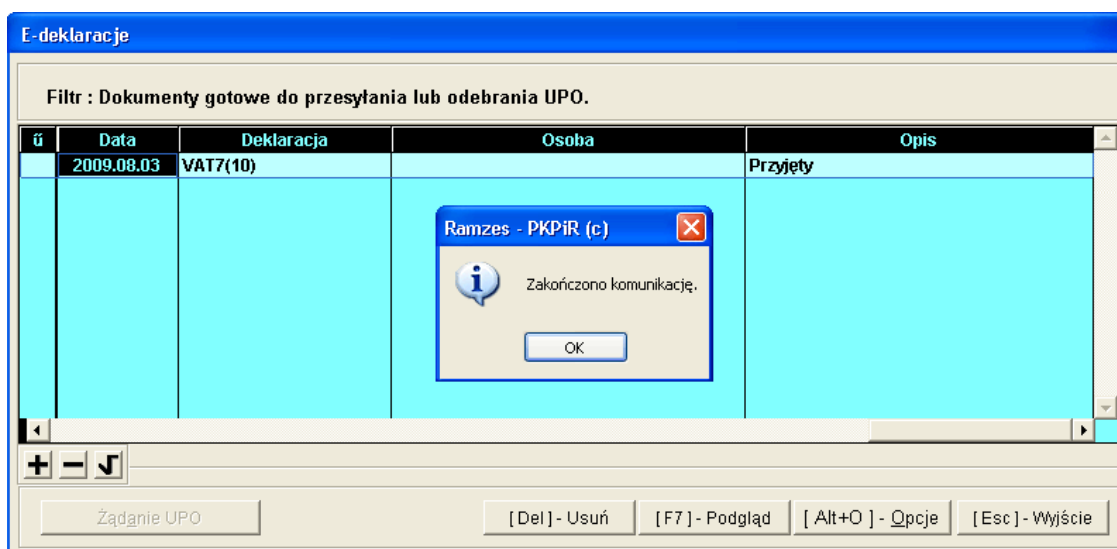 E-deklaracje
Filtr : Dokumenty gotowe do przesyłania lub odebrania UPO.
ű Data Deklaracja Osoba Opis
2009.08.03 VAT7(10) Przyjęty
Ramzes - PKPiR (c)
Zakończono komunikację.
OK
Żądanie UPO [Del] - Usuń [F7] - Podgląd [ Alt+O ] - Opcje [Esc] - Wyjście